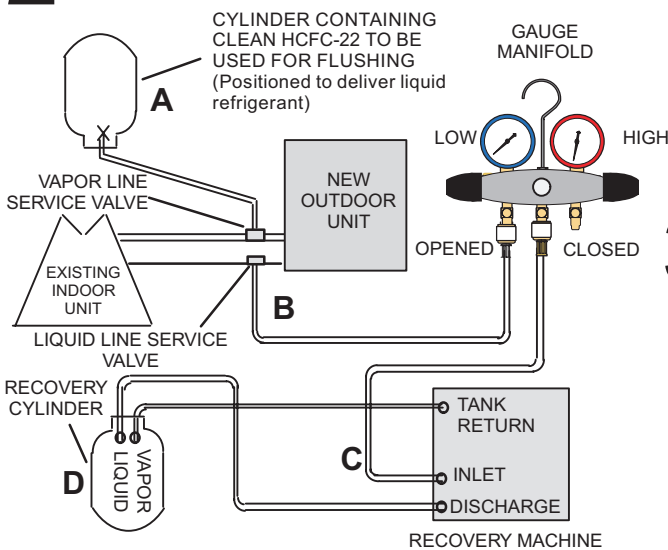 CYLINDER CONTAINING
CLEAN HCFC-22 TO BE
USED FOR FLUSHING
(Positioned to deliver liquid
refrigerant)
A
GAUGE
MANIFOLD
LOW
HIGH
VAPOR LINE
SERVICE VALVE
NEW
OUTDOOR
UNIT
OPENED
CLOSED
EXISTING
INDOOR
UNIT
B
LIQUID LINE SERVICE
VALVE
RECOVERY
CYLINDER
TANK
RETURN
C
D
LIQUID
VAPOR
INLET
DISCHARGE
RECOVERY MACHINE